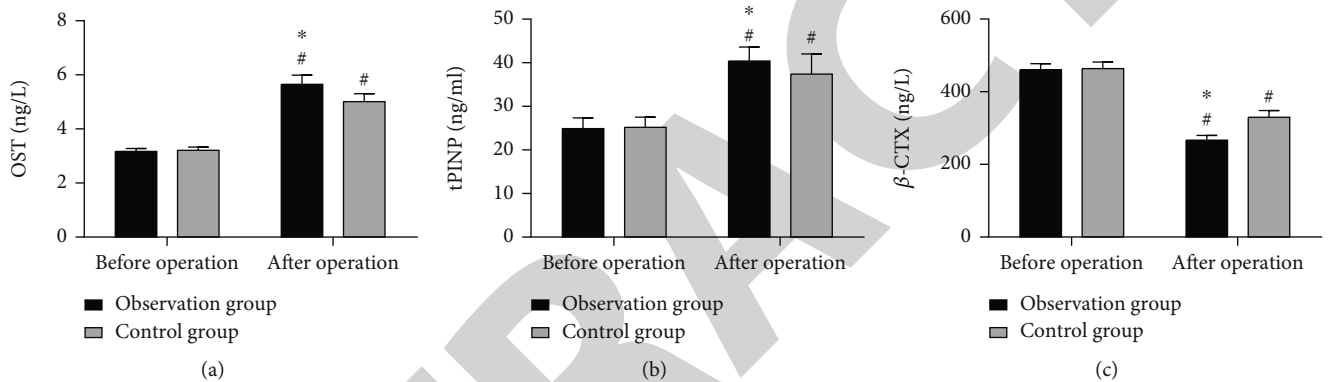 8
6
4
2
0
OST (ng/L)
*
#
#
Before operation After operation
Observation group
Control group
(a)
50
40
30
20
10
0
tPINP (ng/ml)
*
#
#
Before operation After operation
Observation group
Control group
(b)
600
400
200
0
β-CTX (ng/L)
*
#
#
Before operation After operation
Observation group
Control group
(c)